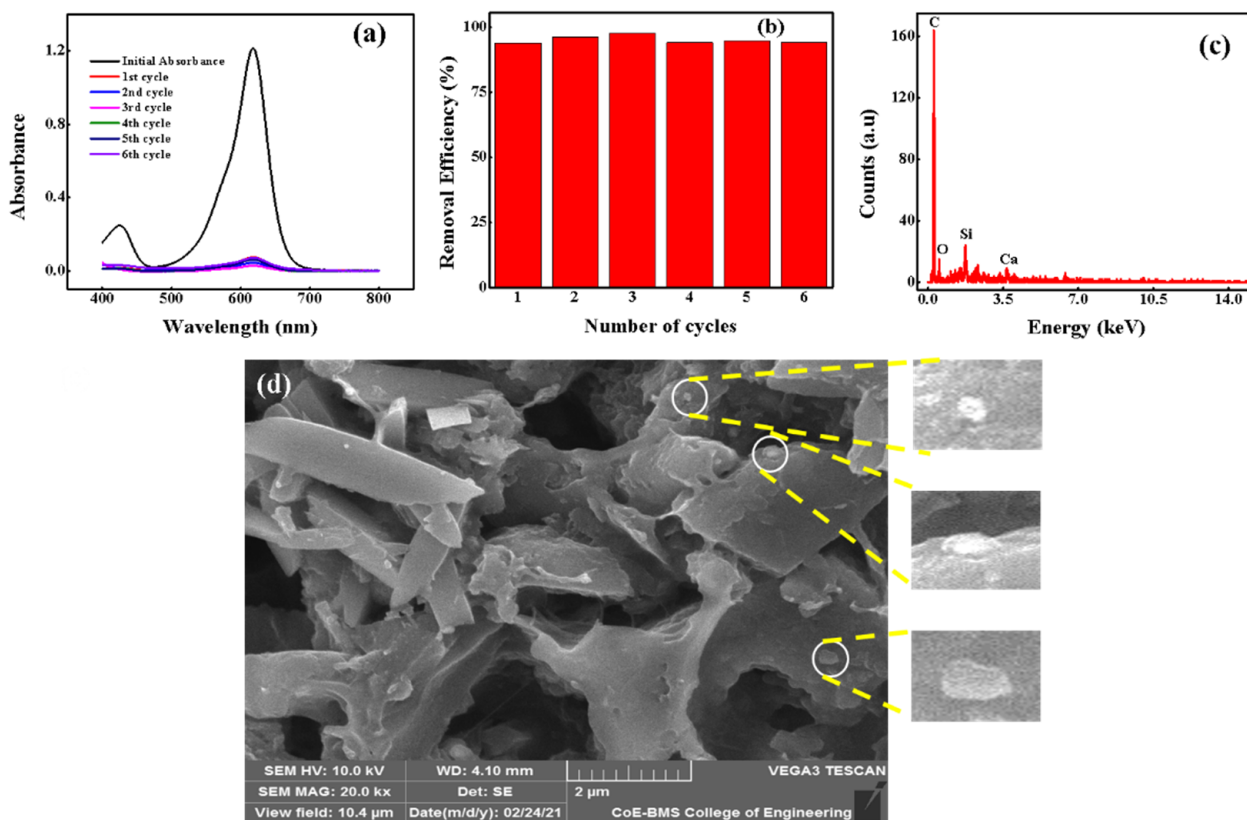 (a)
1.2
0.8
0.4
0.0
Absorbance
Initial Absorbance
1st cycle
2nd cycle
3rd cycle
4th cycle
5th cycle
6th cycle
400 500 600 700 800
Wavelength (nm)
(b)
100
75
50
25
0
Removal Efficiency (%)
1 2 3 4 5 6
Number of cycles
(c)
160
120
80
40
0
Counts (a.u)
C
O
Si
Ca
0.0 3.5 7.0 10.5 14.0
Energy (keV)
(d)
SEM HV: 10.0 kV WD: 4.10 mm VEGA3 TESCAN
SEM MAG: 20.0 kx Det: SE 2 µm
View field: 10.4 µm Date(m/d/y): 02/24/21 CoE-BMS College of Engineering